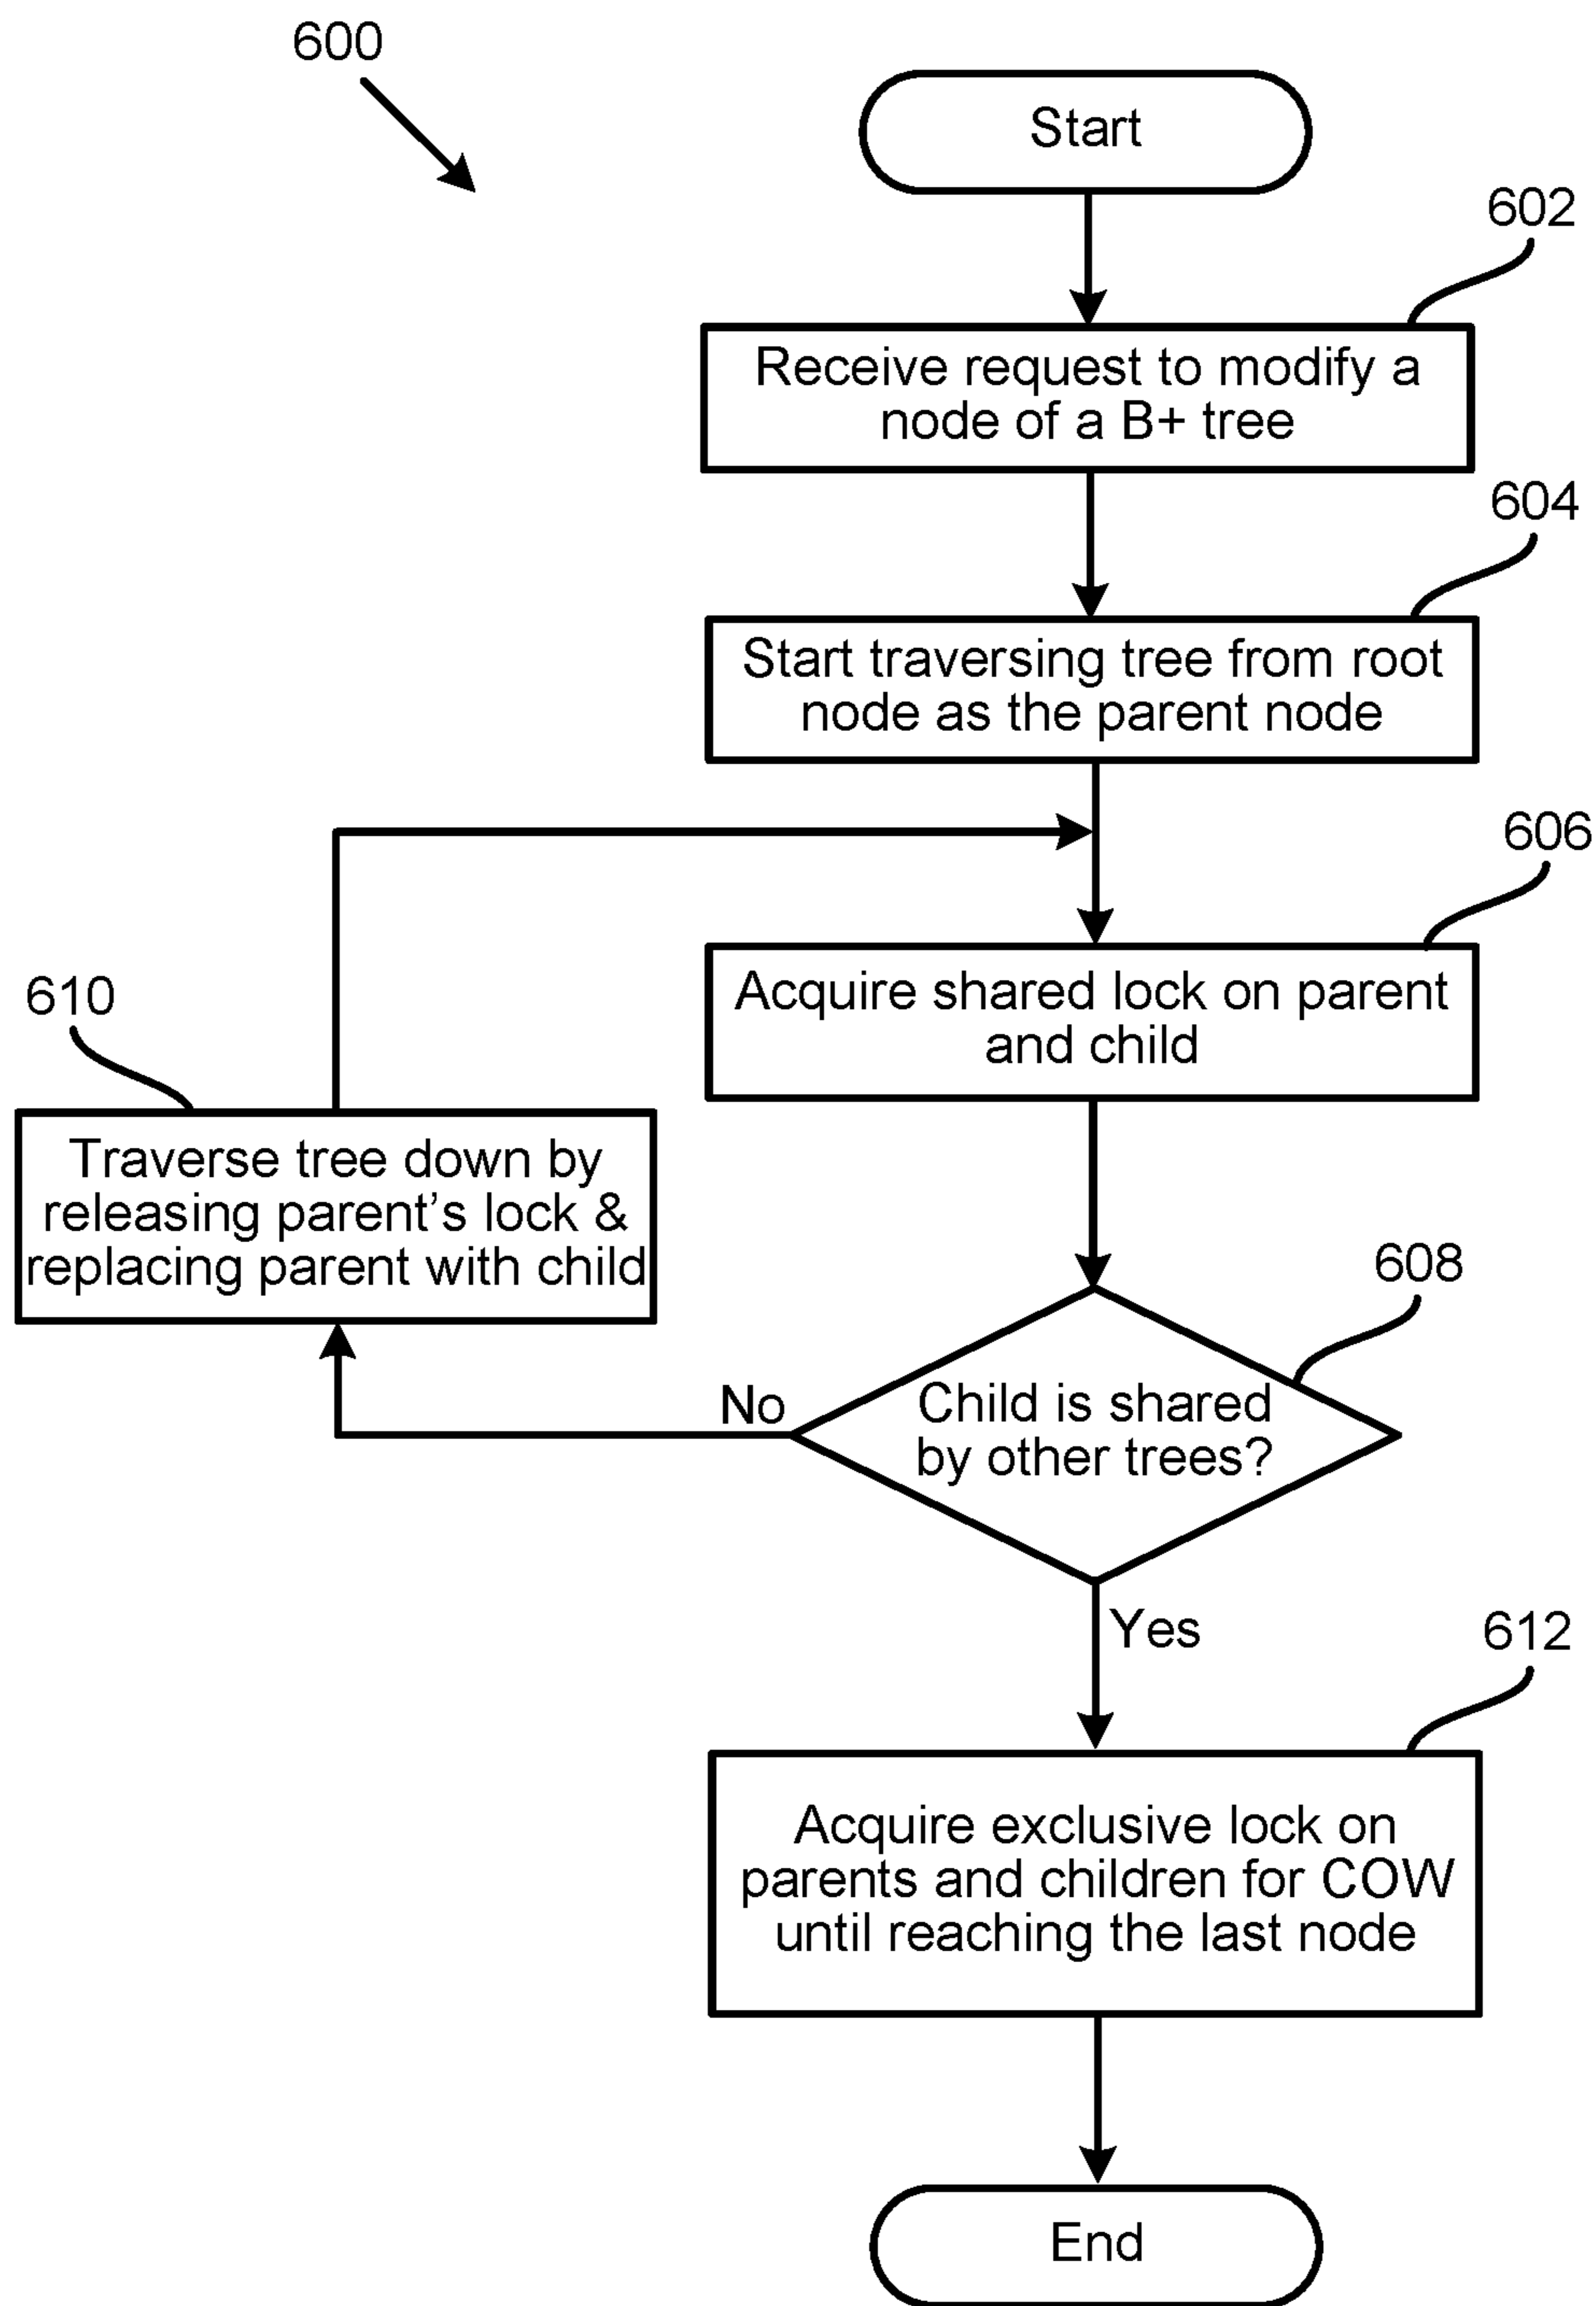 600
Start
602
Receive request to modify a
node of a B+ tree
604
Start traversing tree from root
node as the parent node
606
Acquire shared lock on parent
and child
610
Traverse tree down by
releasing parent's lock &
replacing parent with child
608
Child is shared
by other trees?
No
Yes
612
Acquire exclusive lock on
parents and children for COW
until reaching the last node
End